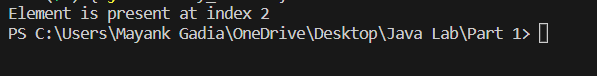 Element is present at index 2
PS C:\Users\Mayank Gadia\OneDrive\Desktop\Java Lab\Part 1>